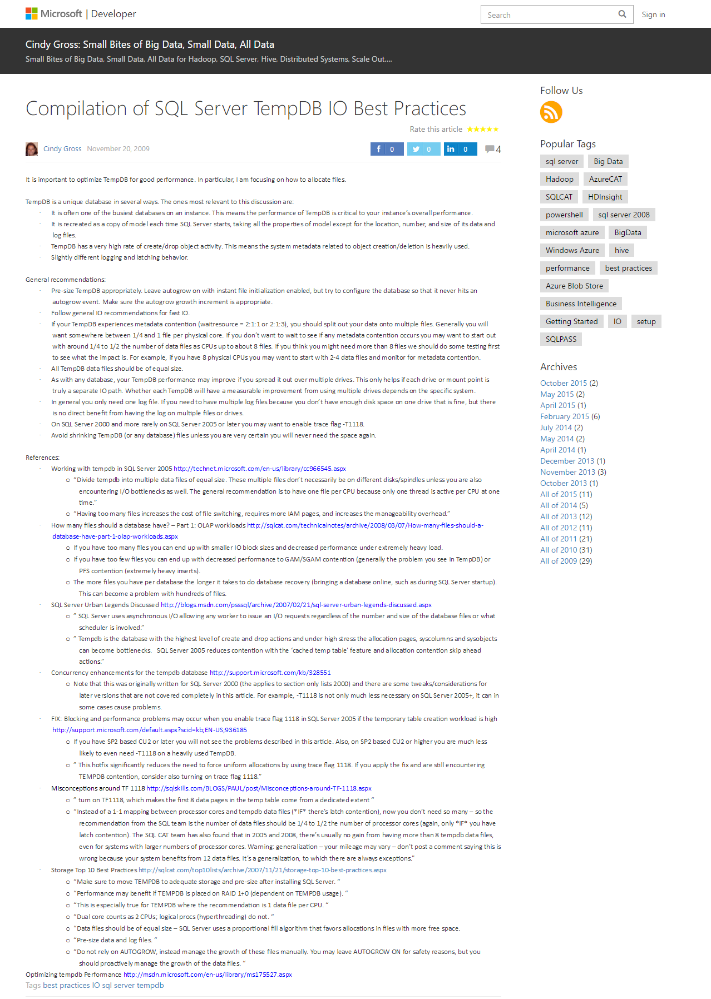 Microsoft | Developer
Search
Sign in
Cindy Gross: Small Bites of Big Data, Small Data, All Data
Small Bites of Big Data, Small Data, All Data for Hadoop, SQL Server, Hive, Distributed Systems, Scale Out....
Compilation of SQL Server TempDB IO Best Practices
Rate this article ★★★★★
Cindy Gross November 20, 2009
0
0
0
4
It is important to optimize TempDB for good performance. In particular, I am focusing on how to allocate files.
TempDB is a unique database in several ways. The ones most relevant to this discussion are:
· It is often one of the busiest databases on an instance. This means the performance of TempDB is critical to your instance’s overall performance.
· It is recreated as a copy of model each time SQL Server starts, taking all the properties of model except for the location, number, and size of its data and
log files.
· TempDB has a very high rate of create/drop object activity. This means the system metadata related to object creation/deletion is heavily used.
· Slightly different logging and latching behavior.
General recommendations:
· Pre-size TempDB appropriately. Leave autogrow on with instant file initialization enabled, but try to configure the database so that it never hits an
autogrow event. Make sure the autogrow growth increment is appropriate.
· Follow general IO recommendations for fast IO.
· If your TempDB experiences metadata contention (waitresource = 2:1:1 or 2:1:3), you should split out your data onto multiple files. Generally you will
want somewhere between 1/4 and 1 file per physical core. If you don’t want to wait to see if any metadata contention occurs you may want to start out
with around 1/4 to 1/2 the number of data files as CPUs up to about 8 files. If you think you might need more than 8 files we should do some testing first
to see what the impact is. For example, if you have 8 physical CPUs you may want to start with 2-4 data files and monitor for metadata contention.
· All TempDB data files should be of equal size.
· As with any database, your TempDB performance may improve if you spread it out over multiple drives. This only helps if each drive or mount point is
truly a separate IO path. Whether each TempDB will have a measurable improvement from using multiple drives depends on the specific system.
· In general you only need one log file. If you need to have multiple log files because you don’t have enough disk space on one drive that is fine, but there
is no direct benefit from having the log on multiple files or drives.
· On SQL Server 2000 and more rarely on SQL Server 2005 or later you may want to enable trace flag -T1118.
· Avoid shrinking TempDB (or any database) files unless you are very certain you will never need the space again.
References:
· Working with tempdb in SQL Server 2005 http://technet.microsoft.com/en-us/library/cc966545.aspx
o “Divide tempdb into multiple data files of equal size. These multiple files don’t necessarily be on different disks/spindles unless you are also
encountering I/O bottlenecks as well. The general recommendation is to have one file per CPU because only one thread is active per CPU at one
time.”
o “Having too many files increases the cost of file switching, requires more IAM pages, and increases the manageability overhead.”
· How many files should a database have? – Part 1: OLAP workloads http://sqlcat.com/technicalnotes/archive/2008/03/07/How-many-files-should-a-
database-have-part-1-olap-workloads.aspx
o If you have too many files you can end up with smaller IO block sizes and decreased performance under extremely heavy load.
o If you have too few files you can end up with decreased performance to GAM/SGAM contention (generally the problem you see in TempDB) or
PFS contention (extremely heavy inserts).
o The more files you have per database the longer it takes to do database recovery (bringing a database online, such as during SQL Server startup).
This can become a problem with hundreds of files.
· SQL Server Urban Legends Discussed http://blogs.msdn.com/psssql/archive/2007/02/21/sql-server-urban-legends-discussed.aspx
o ” SQL Server uses asynchronous I/O allowing any worker to issue an I/O requests regardless of the number and size of the database files or what
scheduler is involved.”
o ” Tempdb is the database with the highest level of create and drop actions and under high stress the allocation pages, syscolumns and sysobjects
can become bottlenecks. SQL Server 2005 reduces contention with the ‘cached temp table’ feature and allocation contention skip ahead
actions.”
· Concurrency enhancements for the tempdb database http://support.microsoft.com/kb/328551
o Note that this was originally written for SQL Server 2000 (the applies to section only lists 2000) and there are some tweaks/considerations for
later versions that are not covered completely in this article. For example, -T1118 is not only much less necessary on SQL Server 2005+, it can in
some cases cause problems.
· FIX: Blocking and performance problems may occur when you enable trace flag 1118 in SQL Server 2005 if the temporary table creation workload is high
http://support.microsoft.com/default.aspx?scid=kb;EN-US;936185
o If you have SP2 based CU2 or later you will not see the problems described in this article. Also, on SP2 based CU2 or higher you are much less
likely to even need -T1118 on a heavily used TempDB.
o ” This hotfix significantly reduces the need to force uniform allocations by using trace flag 1118. If you apply the fix and are still encountering
TEMPDB contention, consider also turning on trace flag 1118.”
· Misconceptions around TF 1118 http://sqlskills.com/BLOGS/PAUL/post/Misconceptions-around-TF-1118.aspx
o ” turn on TF1118, which makes the first 8 data pages in the temp table come from a dedicated extent “
o “Instead of a 1-1 mapping between processor cores and tempdb data files (*IF* there’s latch contention), now you don’t need so many – so the
recommendation from the SQL team is the number of data files should be 1/4 to 1/2 the number of processor cores (again, only *IF* you have
latch contention). The SQL CAT team has also found that in 2005 and 2008, there’s usually no gain from having more than 8 tempdb data files,
even for systems with larger numbers of processor cores. Warning: generalization – your mileage may vary – don’t post a comment saying this is
wrong because your system benefits from 12 data files. It’s a generalization, to which there are always exceptions.”
· Storage Top 10 Best Practices http://sqlcat.com/top10lists/archive/2007/11/21/storage-top-10-best-practices.aspx
o “Make sure to move TEMPDB to adequate storage and pre-size after installing SQL Server. “
o “Performance may benefit if TEMPDB is placed on RAID 1+0 (dependent on TEMPDB usage). “
o “This is especially true for TEMPDB where the recommendation is 1 data file per CPU. “
o “Dual core counts as 2 CPUs; logical procs (hyperthreading) do not. “
o “Data files should be of equal size – SQL Server uses a proportional fill algorithm that favors allocations in files with more free space.
o “Pre-size data and log files. “
o “Do not rely on AUTOGROW, instead manage the growth of these files manually. You may leave AUTOGROW ON for safety reasons, but you
should proactively manage the growth of the data files. “
Optimizing tempdb Performance http://msdn.microsoft.com/en-us/library/ms175527.aspx
Tags best practices IO sql server tempdb
Follow Us
Popular Tags
sql server Big Data
Hadoop AzureCAT
SQLCAT HDInsight
powershell sql server 2008
microsoft azure BigData
Windows Azure hive
performance best practices
Azure Blob Store
Business Intelligence
Getting Started IO setup
SQLPASS
Archives
October 2015 (2)
May 2015 (2)
April 2015 (1)
February 2015 (6)
July 2014 (2)
May 2014 (2)
April 2014 (1)
December 2013 (1)
November 2013 (3)
October 2013 (1)
All of 2015 (11)
All of 2014 (5)
All of 2013 (12)
All of 2012 (11)
All of 2011 (21)
All of 2010 (31)
All of 2009 (29)